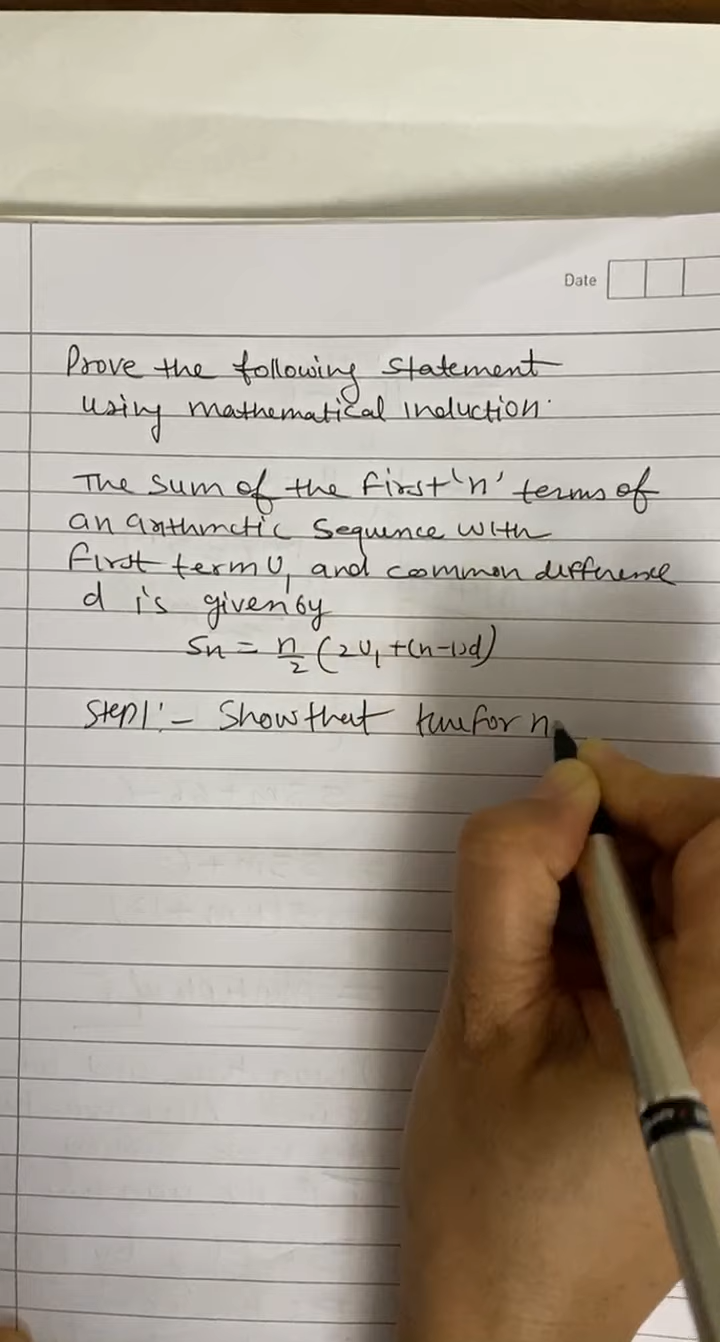 Date
Prove the following statement
using mathematical induction.
The sum of the first 'n' terms of
an arithmetic sequence with
first term U₁ and common difference
d is given by
Sn = n/2 (2U₁ + (n-1)d)
Step 1:- Show that true for n